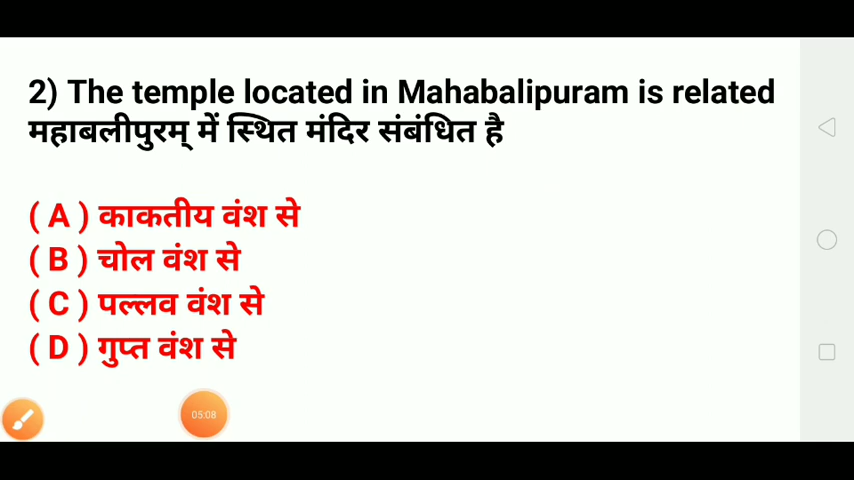 2) The temple located in Mahabalipuram is related
महाबलीपुरम् में स्थित मंदिर संबंधित है
( A ) काकतीय वंश से
( B ) चोल वंश से
( C ) पल्लव वंश से
( D ) गुप्त वंश से
05:08